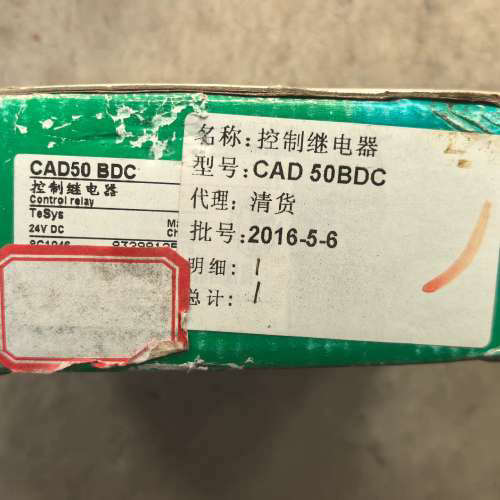 CAD50 BDC
控制继电器
Control relay
TeSys
24V DC
名称:控制继电器
型号:CAD 50BDC
代理:清货
批号:2016-5-6
明细: 1
总计: 1